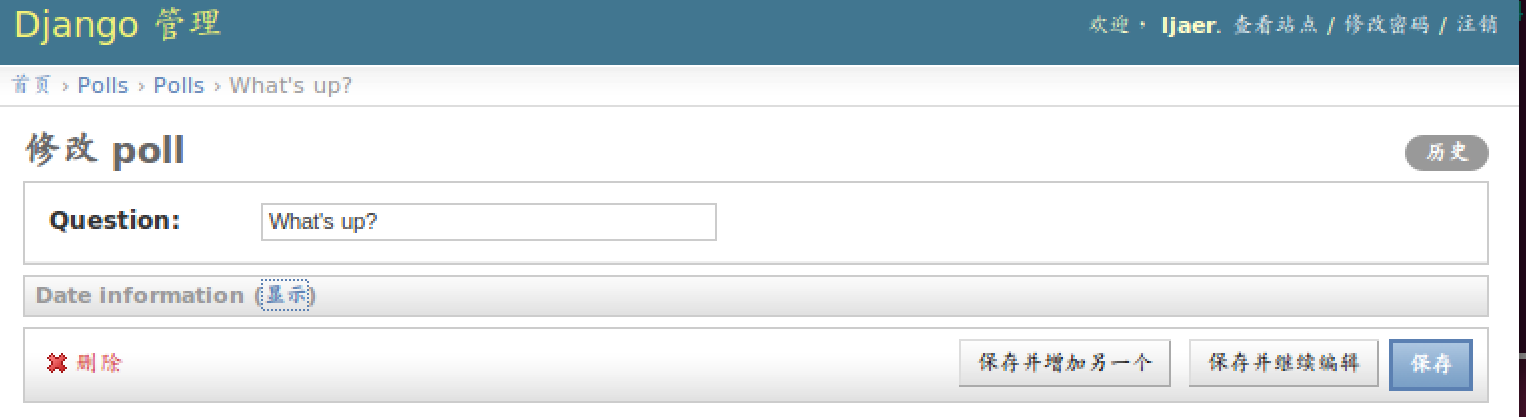 Django 管理
欢迎，ljaer. 查看站点 / 修改密码 / 注销
首页 › Polls › Polls › What's up?
修改 poll
历史
Question: What's up?
Date information (显示)
删除 保存并增加另一个 保存并继续编辑 保存